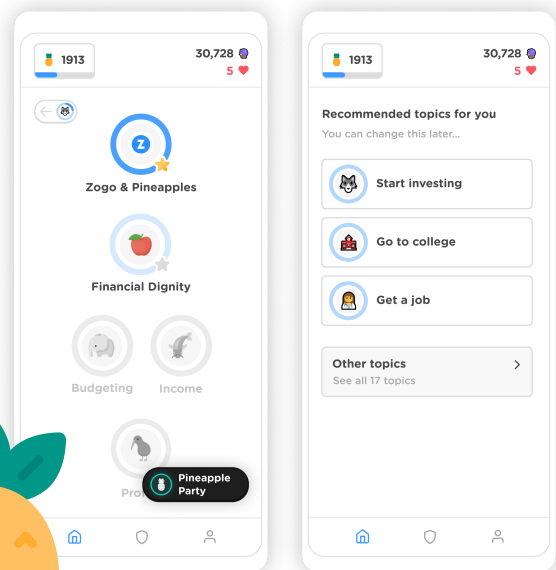 1913
30,728
5
Z
Zogo & Pineapples
Financial Dignity
Budgeting
Income
Pro
Pineapple
Party
1913
30,728
5
Recommended topics for you
You can change this later...
Start investing
Go to college
Get a job
Other topics
See all 17 topics